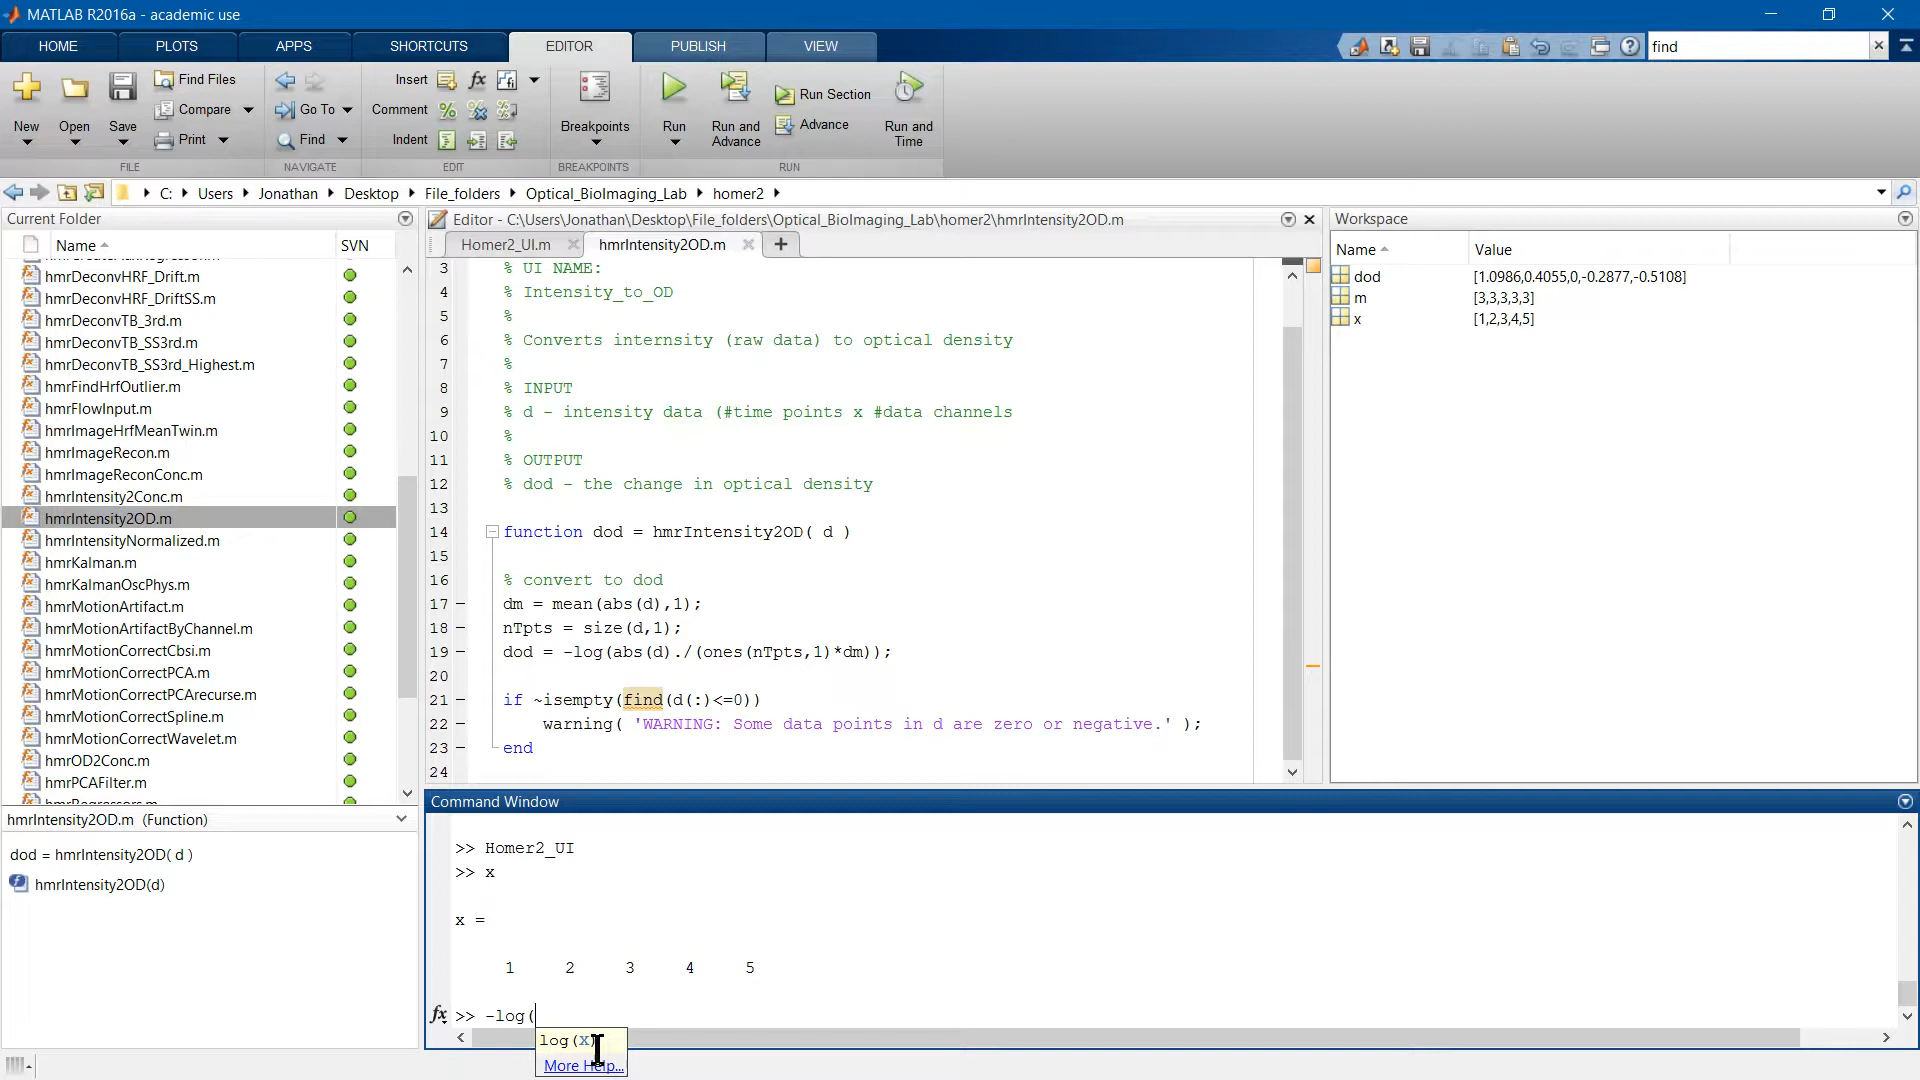 MATLAB R2016a - academic use
HOME PLOTS APPS SHORTCUTS EDITOR PUBLISH VIEW find
New Open Save Find Files Compare Print
FILE
Go To Find
NAVIGATE
Insert fx
Comment
Indent
EDIT
Breakpoints
BREAKPOINTS
Run Run and Advance Run Section Advance Run and Time
RUN
C: Users Jonathan Desktop File_folders Optical_BioImaging_Lab homer2
Current Folder
Name SVN
hmrDeconvHRF_Drift.m
hmrDeconvHRF_DriftSS.m
hmrDeconvTB_3rd.m
hmrDeconvTB_SS3rd.m
hmrDeconvTB_SS3rd_Highest.m
hmrFindHrfOutlier.m
hmrFlowInput.m
hmrImageHrfMeanTwin.m
hmrImageRecon.m
hmrImageReconConc.m
hmrIntensity2Conc.m
hmrIntensity2OD.m
hmrIntensityNormalized.m
hmrKalman.m
hmrKalmanOscPhys.m
hmrMotionArtifact.m
hmrMotionArtifactByChannel.m
hmrMotionCorrectCbsi.m
hmrMotionCorrectPCA.m
hmrMotionCorrectPCArecurse.m
hmrMotionCorrectSpline.m
hmrMotionCorrectWavelet.m
hmrOD2Conc.m
hmrPCAFilter.m
hmrIntensity2OD.m (Function)
dod = hmrIntensity2OD( d )
hmrIntensity2OD(d)
Editor - C:\Users\Jonathan\Desktop\File_folders\Optical_BioImaging_Lab\homer2\hmrIntensity2OD.m
Homer2_UI.m hmrIntensity2OD.m
3 % UI NAME:
4 % Intensity_to_OD
5 %
6 % Converts internsity (raw data) to optical density
7 %
8 % INPUT
9 % d - intensity data (#time points x #data channels
10 %
11 % OUTPUT
12 % dod - the change in optical density
13
14 function dod = hmrIntensity2OD( d )
15
16 % convert to dod
17 – dm = mean(abs(d),1);
18 – nTpts = size(d,1);
19 – dod = -log(abs(d)./(ones(nTpts,1)*dm));
20
21 – if ~isempty(find(d(:)<=0))
22 – warning( 'WARNING: Some data points in d are zero or negative.' );
23 – end
24
Command Window
>> Homer2_UI
>> x
x =
1 2 3 4 5
fx >> -log(
log(x)
More Help...
Workspace
Name Value
dod [1.0986,0.4055,0,-0.2877,-0.5108]
m [3,3,3,3,3]
x [1,2,3,4,5]